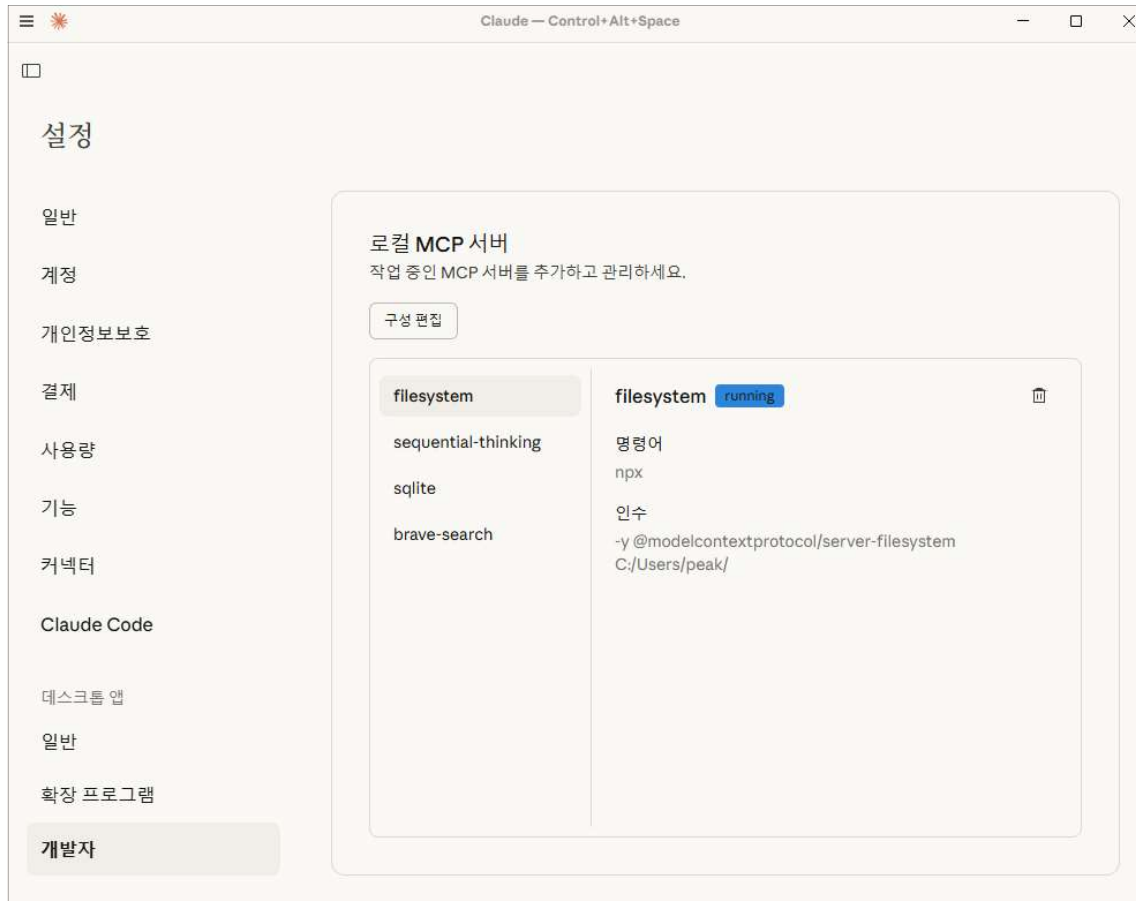 Claude — Control+Alt+Space
설정
일반
계정
개인정보보호
결제
사용량
기능
커넥터
Claude Code
데스크톱 앱
일반
확장 프로그램
개발자
로컬 MCP 서버
작업 중인 MCP 서버를 추가하고 관리하세요.
구성 편집
filesystem
sequential-thinking
sqlite
brave-search
filesystem running
명령어
npx
인수
-y @modelcontextprotocol/server-filesystem
C:/Users/peak/